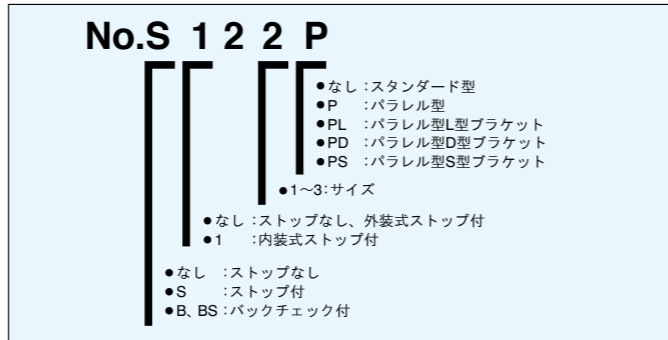 No.S 1 2 2 P
●なし：スタンダード型
●P ：パラレル型
●PL ：パラレル型L型ブラケット
●PD ：パラレル型D型ブラケット
●PS ：パラレル型S型ブラケット
●1～3：サイズ
●なし：ストップなし、外装式ストップ付
●1 ：内装式ストップ付
●なし ：ストップなし
●S ：ストップ付
●B、BS：バックチェック付